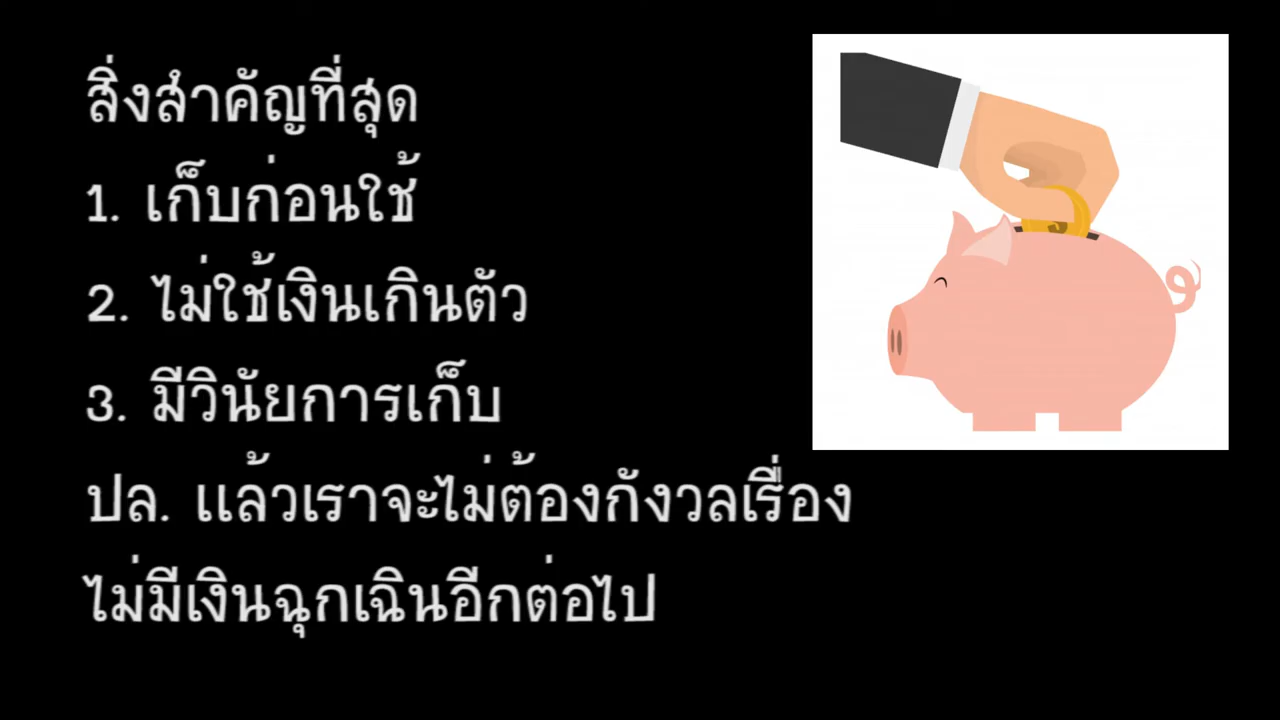 สิ่งสำคัญที่สุด
1. เก็บก่อนใช้
2. ไม่ใช้เงินเกินตัว
3. มีวินัยการเก็บ
ปล. แล้วเราจะไม่ต้องกังวลเรื่อง
ไม่มีเงินฉุกเฉินอีกต่อไป